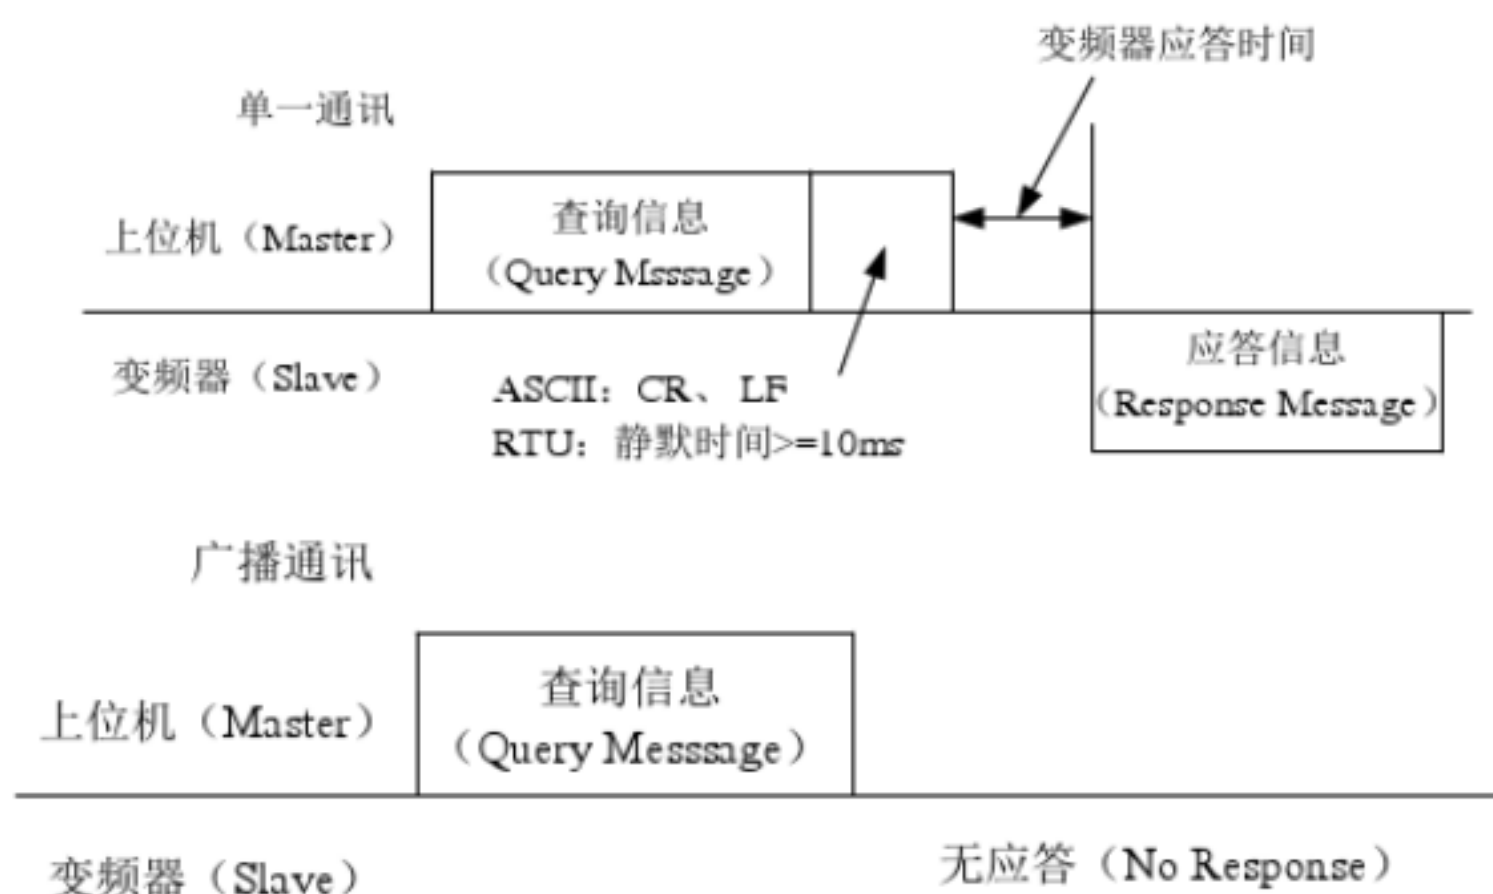 变频器应答时间
单一通讯
上位机（Master）
查询信息
（Query Msssage）
变频器（Slave）
ASCII：CR、 LF
RTU：静默时间>=10ms
应答信息
（Response Message）
广播通讯
上位机（Master）
查询信息
（Query Messsage）
变频器（Slave）
无应答（No Response）